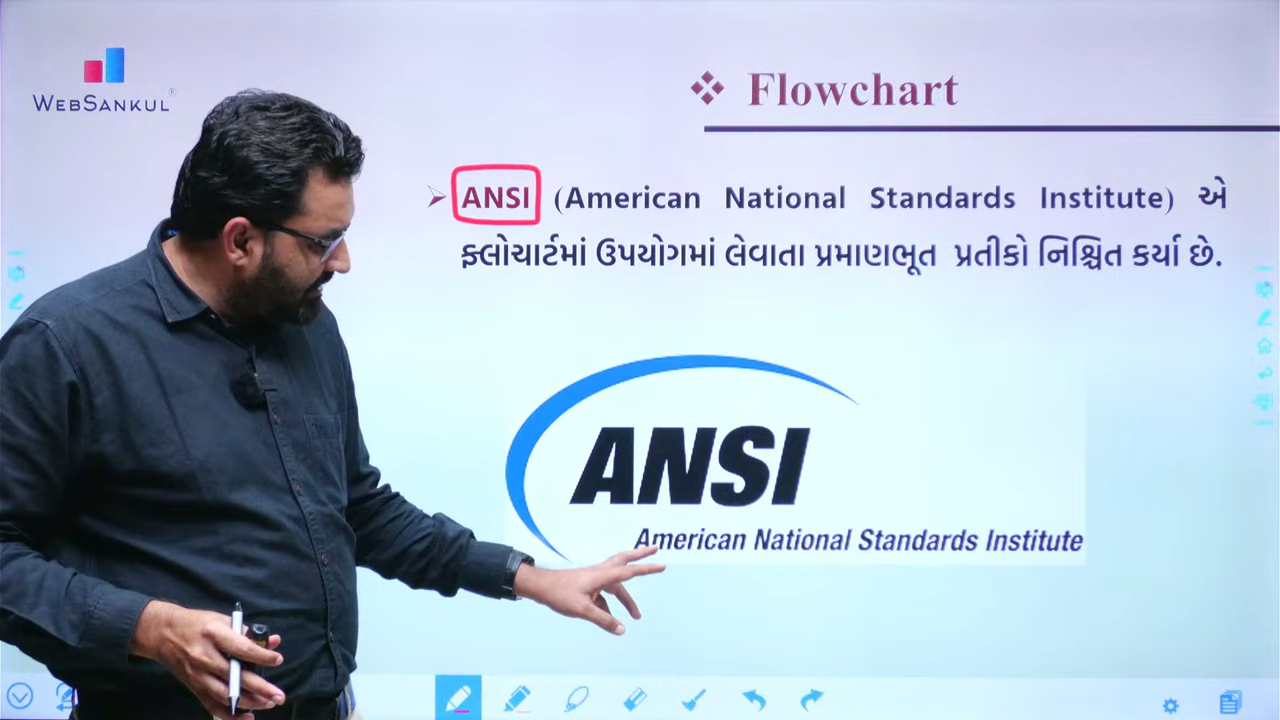 WEBSANKUL®
Flowchart
ANSI (American National Standards Institute) એ
ફ્લોચાર્ટમાં ઉપયોગમાં લેવાતા પ્રમાણભૂત પ્રતીકો નિશ્ચિત કર્યા છે.
ANSI
American National Standards Institute